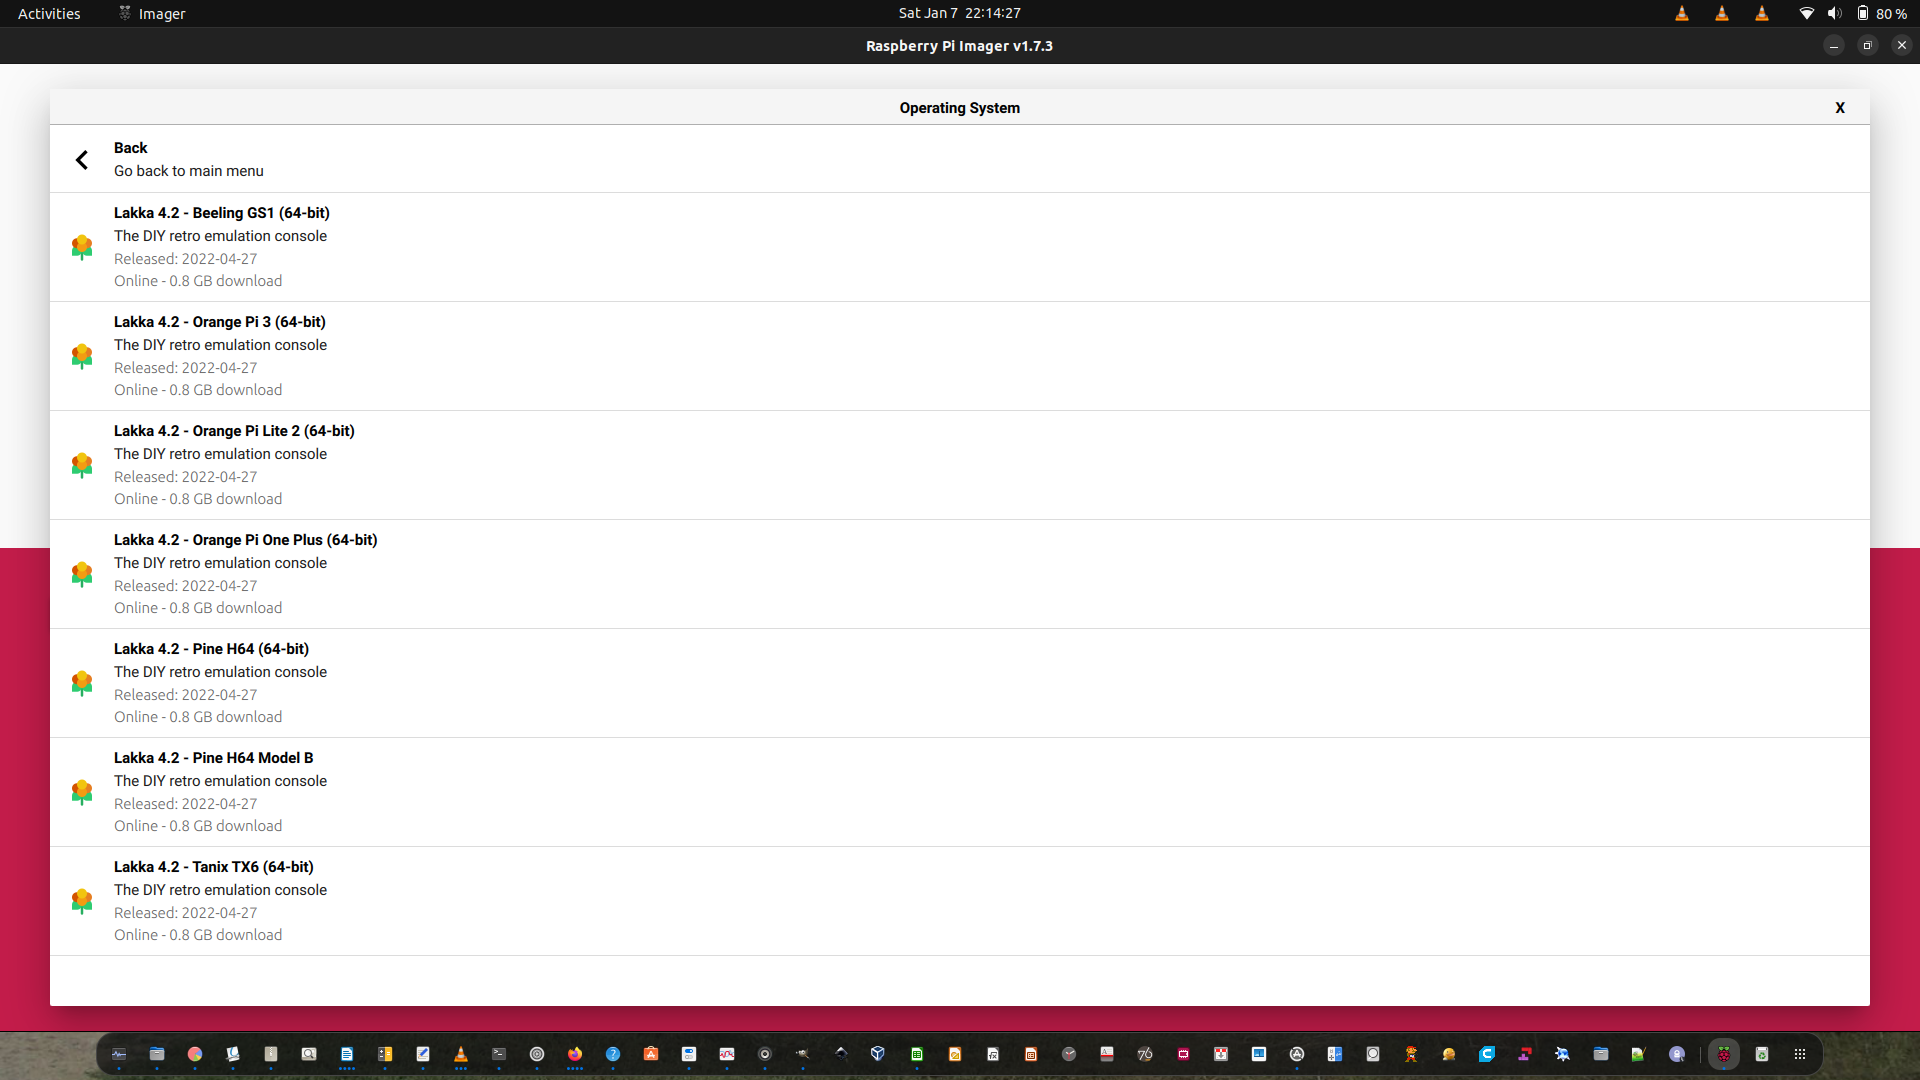 Activities
Imager
Sat Jan 7 22:14:27
80 %
Raspberry Pi Imager v1.7.3
Operating System
X
Back
Go back to main menu
Lakka 4.2 - Beeling GS1 (64-bit)
The DIY retro emulation console
Released: 2022-04-27
Online - 0.8 GB download
Lakka 4.2 - Orange Pi 3 (64-bit)
The DIY retro emulation console
Released: 2022-04-27
Online - 0.8 GB download
Lakka 4.2 - Orange Pi Lite 2 (64-bit)
The DIY retro emulation console
Released: 2022-04-27
Online - 0.8 GB download
Lakka 4.2 - Orange Pi One Plus (64-bit)
The DIY retro emulation console
Released: 2022-04-27
Online - 0.8 GB download
Lakka 4.2 - Pine H64 (64-bit)
The DIY retro emulation console
Released: 2022-04-27
Online - 0.8 GB download
Lakka 4.2 - Pine H64 Model B
The DIY retro emulation console
Released: 2022-04-27
Online - 0.8 GB download
Lakka 4.2 - Tanix TX6 (64-bit)
The DIY retro emulation console
Released: 2022-04-27
Online - 0.8 GB download